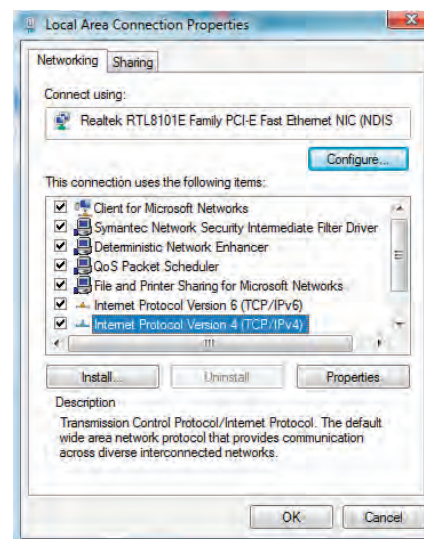 Local Area Connection Properties
Networking Sharing
Connect using:
Realtek RTL8101E Family PCI-E Fast Ethernet NIC (NDIS
Configure...
This connection uses the following items:
Client for Microsoft Networks
Symantec Network Security Intermediate Filter Driver
Deterministic Network Enhancer
QoS Packet Scheduler
File and Printer Sharing for Microsoft Networks
Internet Protocol Version 6 (TCP/IPv6)
Internet Protocol Version 4 (TCP/IPv4)
Install... Uninstall Properties
Description
Transmission Control Protocol/Internet Protocol. The default
wide area network protocol that provides communication
across diverse interconnected networks.
OK Cancel